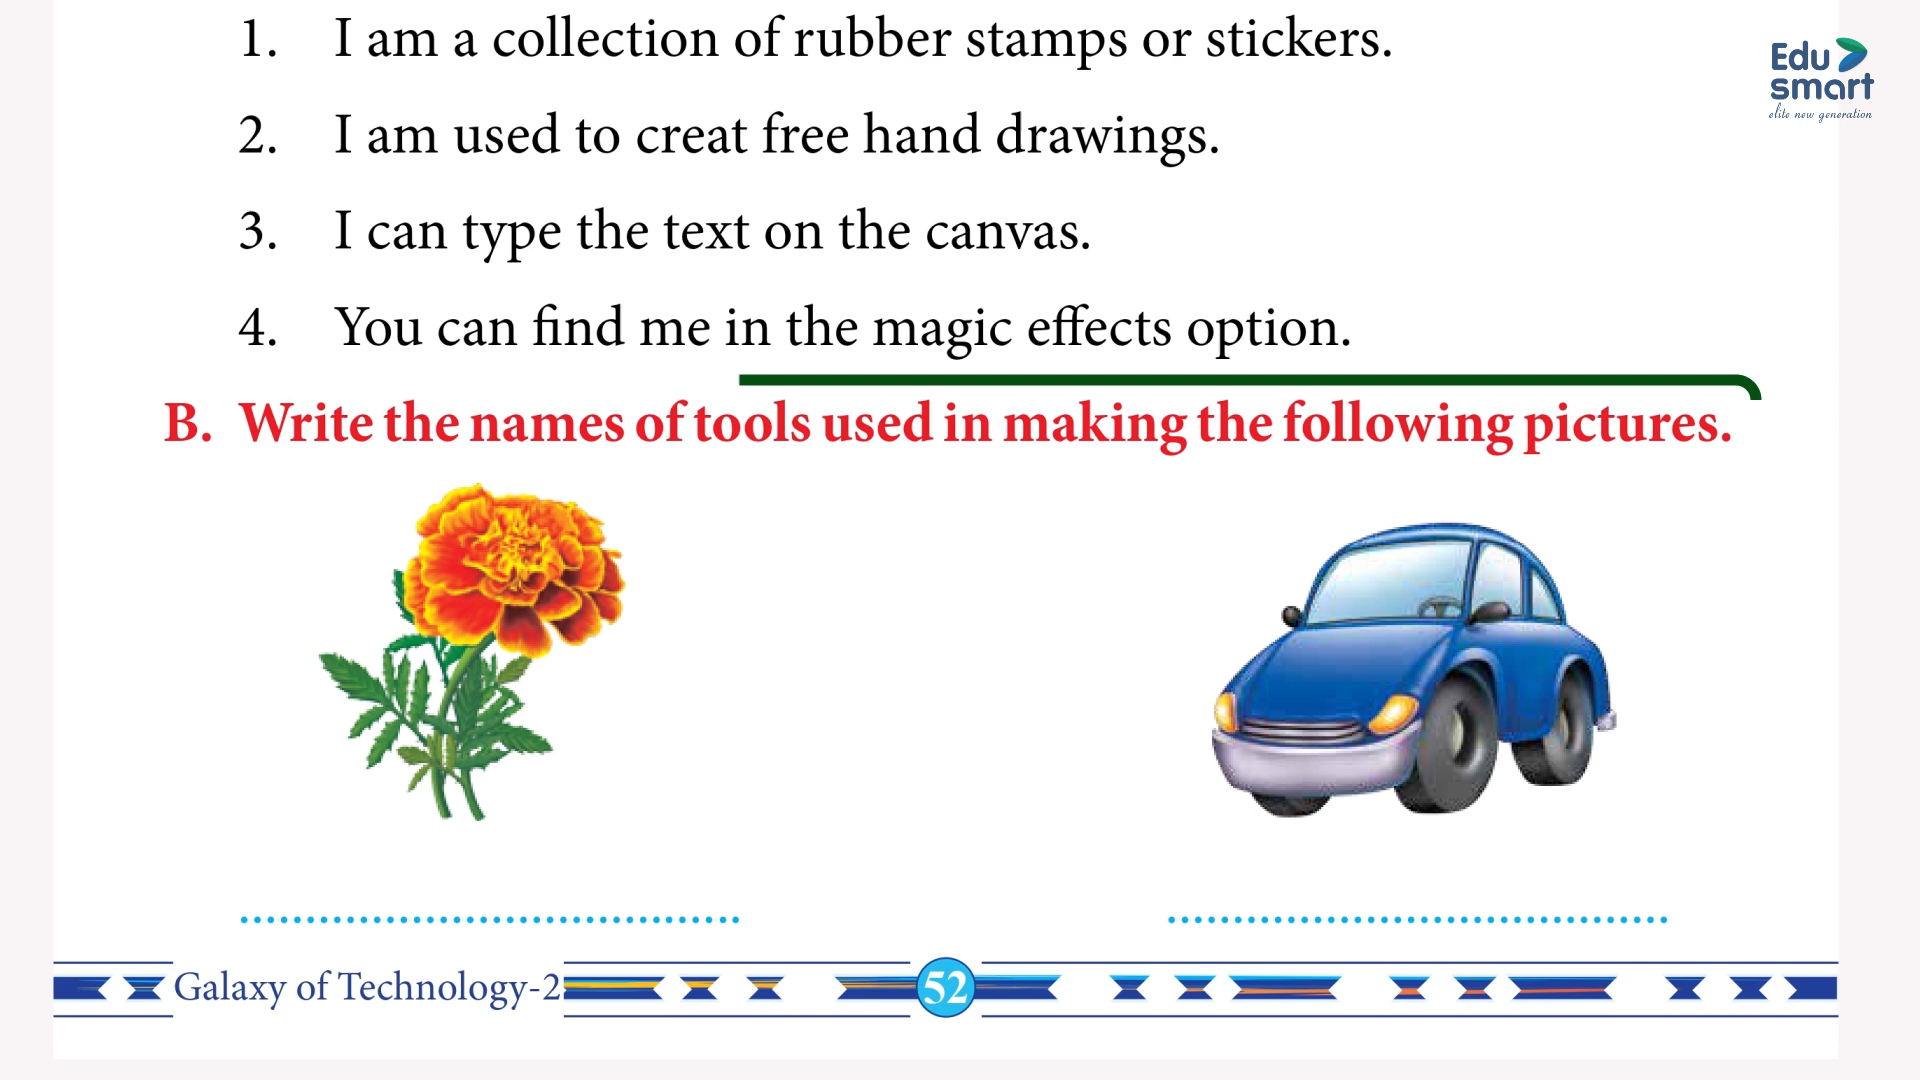 1. I am a collection of rubber stamps or stickers.
Edu
smart
elite new generation
2. I am used to creat free hand drawings.
3. I can type the text on the canvas.
4. You can find me in the magic effects option.
B. Write the names of tools used in making the following pictures.
Galaxy of Technology-2
52